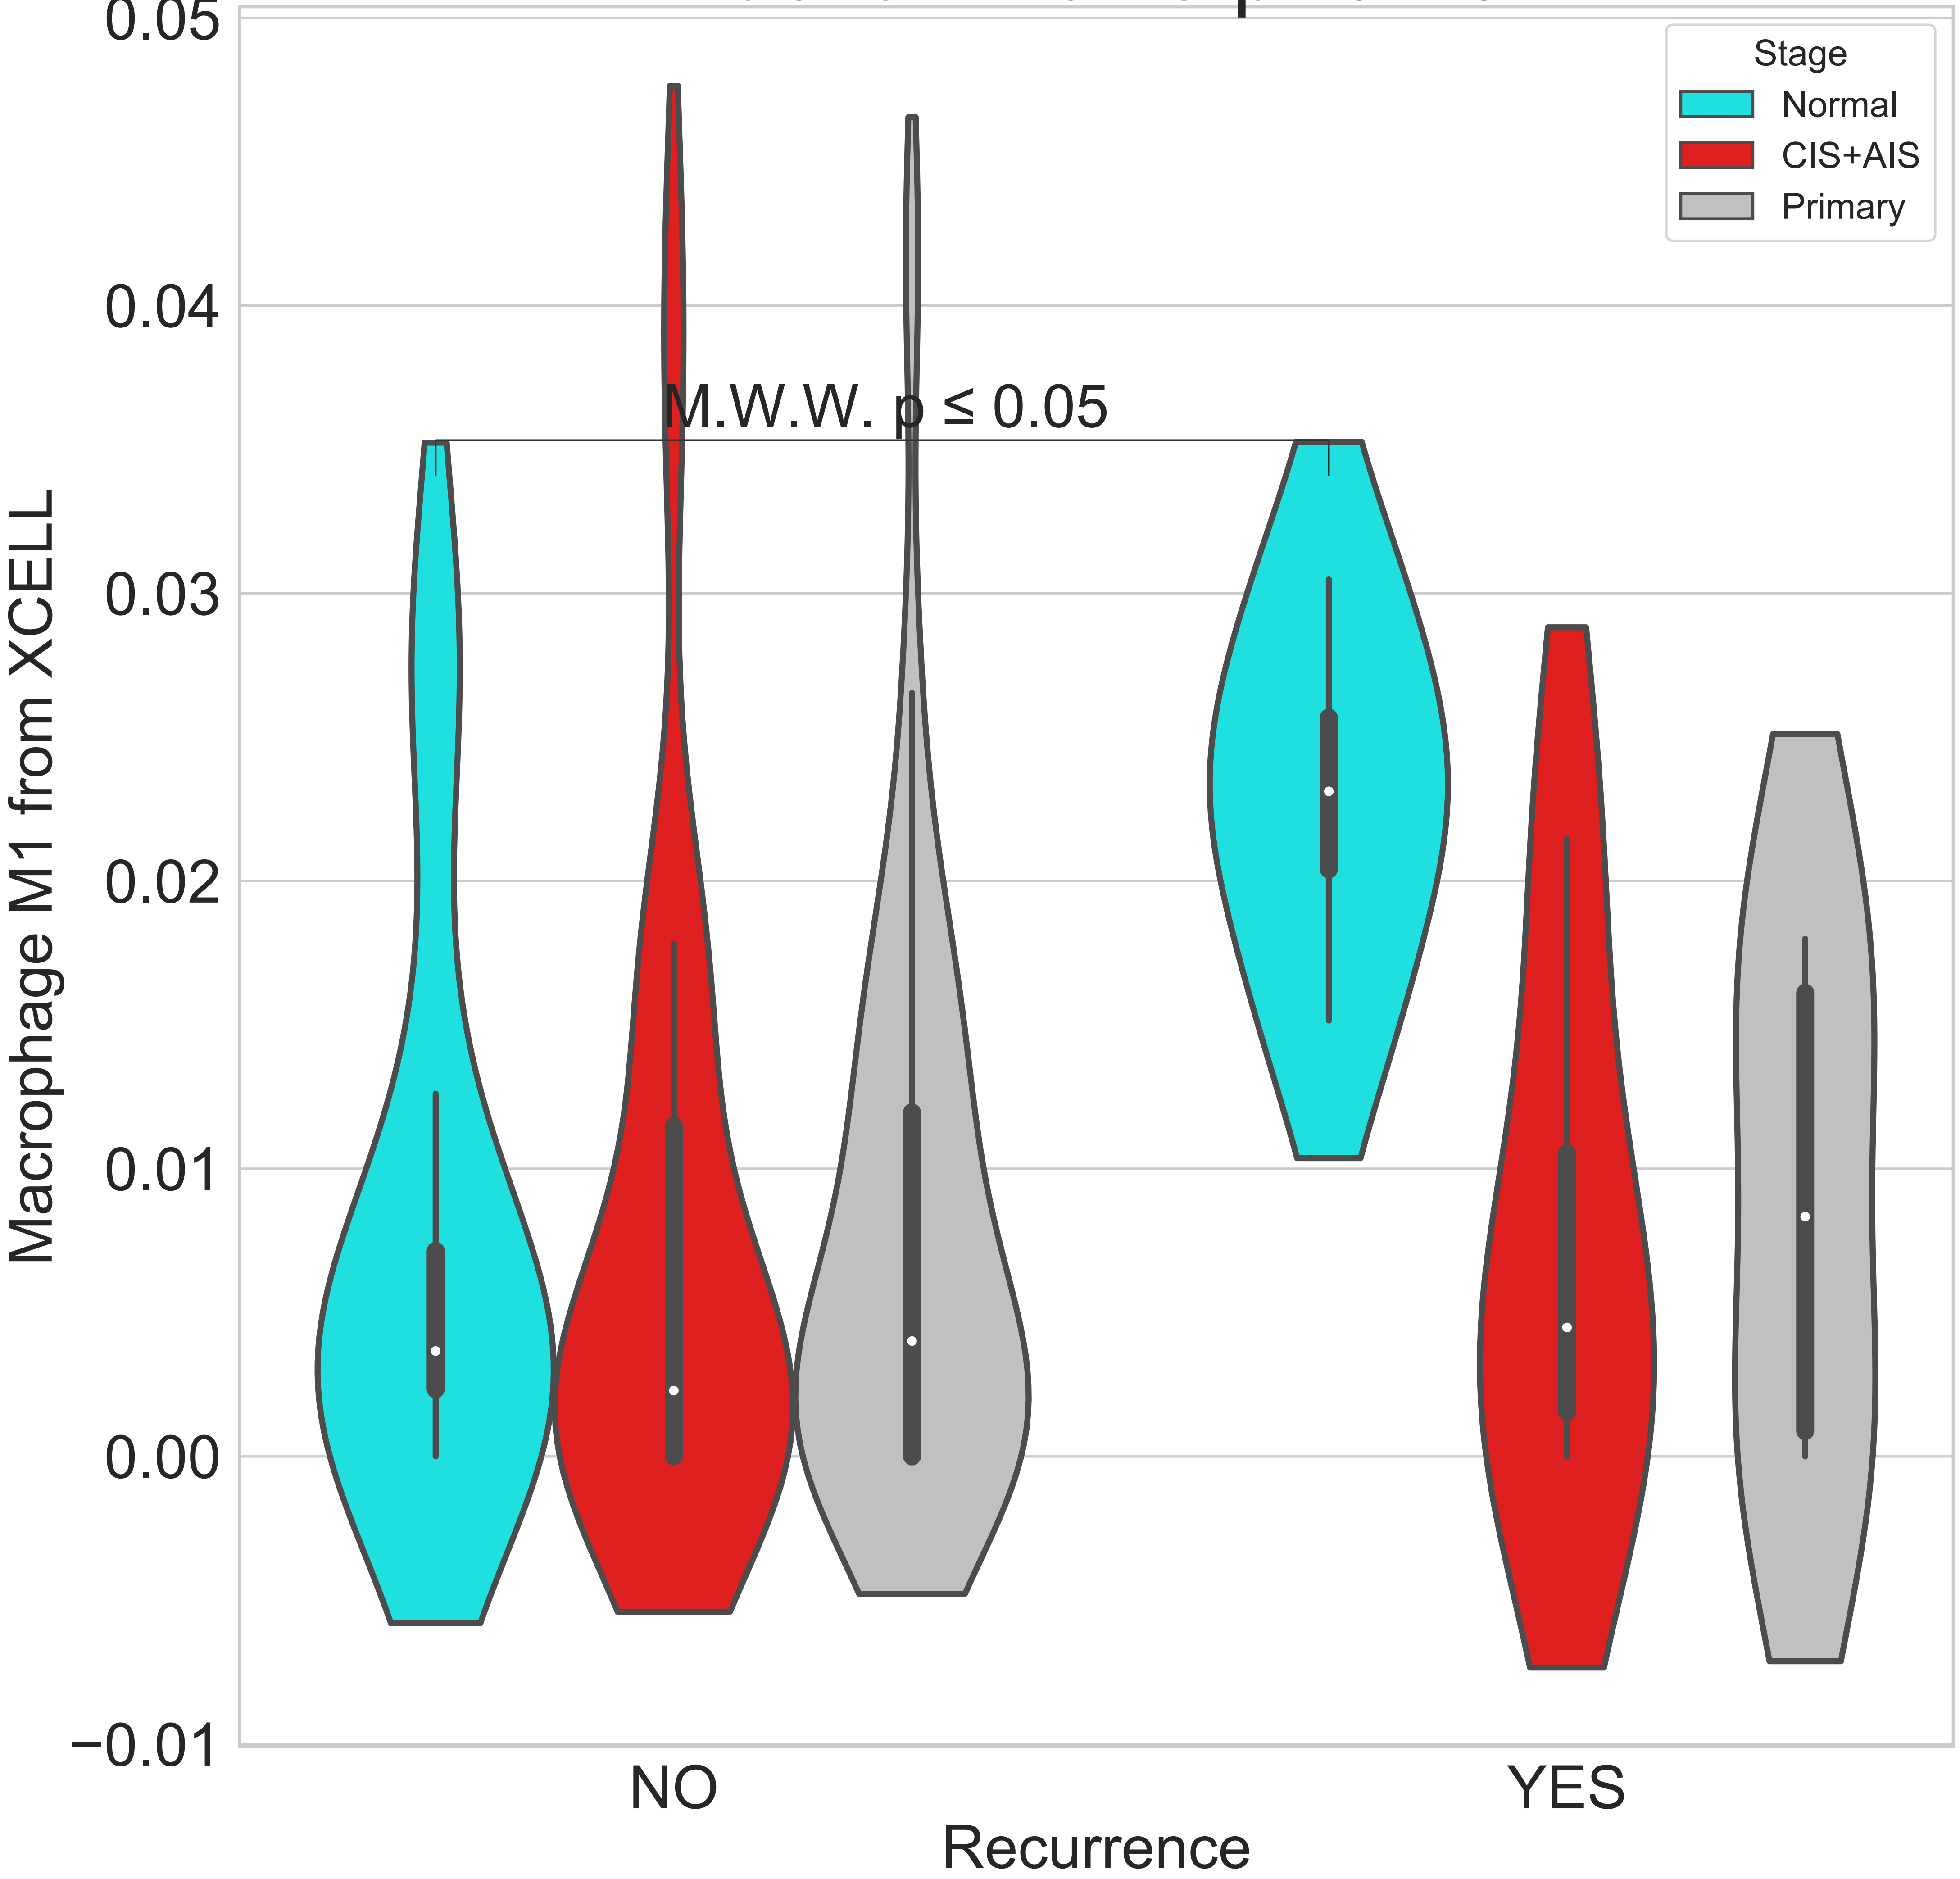 0.05
0.04
0.03
0.02
0.01
0.00
−0.01
Macrophage M1 from XCELL
Stage
Normal
CIS+AIS
Primary
M.W.W. p ≤ 0.05
NO
YES
Recurrence